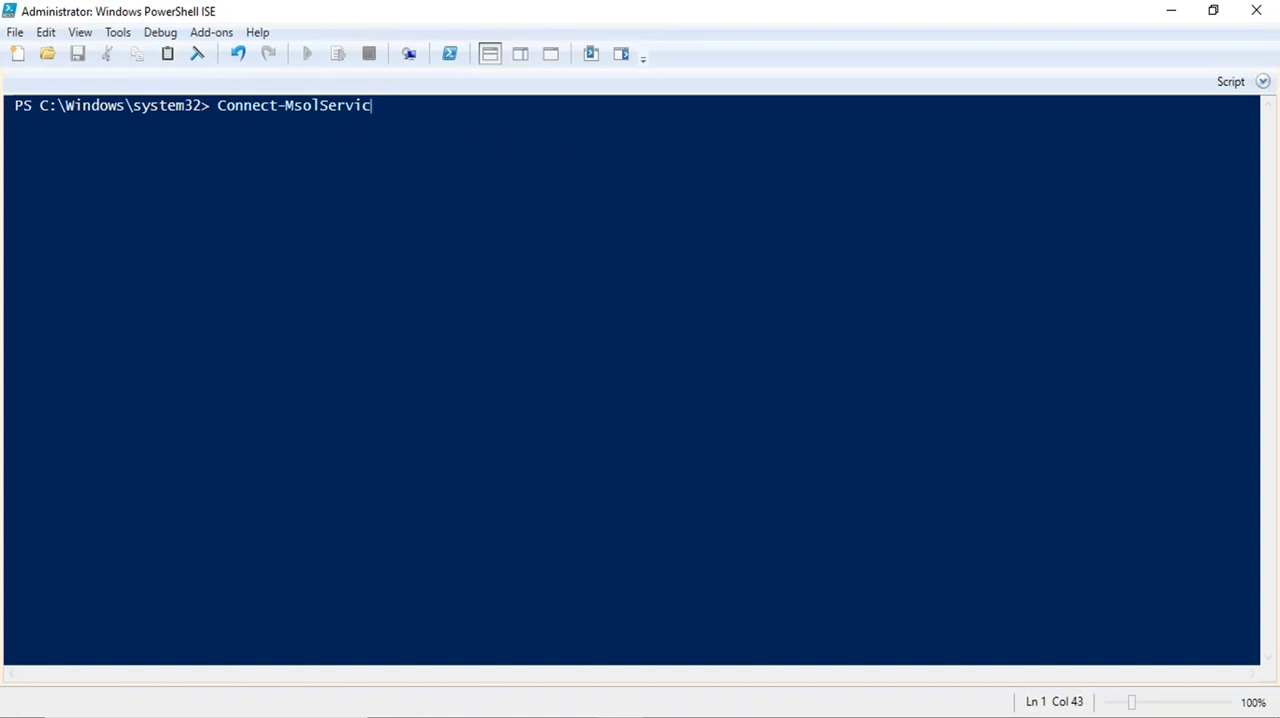 Administrator: Windows PowerShell ISE
File Edit View Tools Debug Add-ons Help
Script
PS C:\Windows\system32> Connect-MsolServic
Ln 1 Col 43 100%